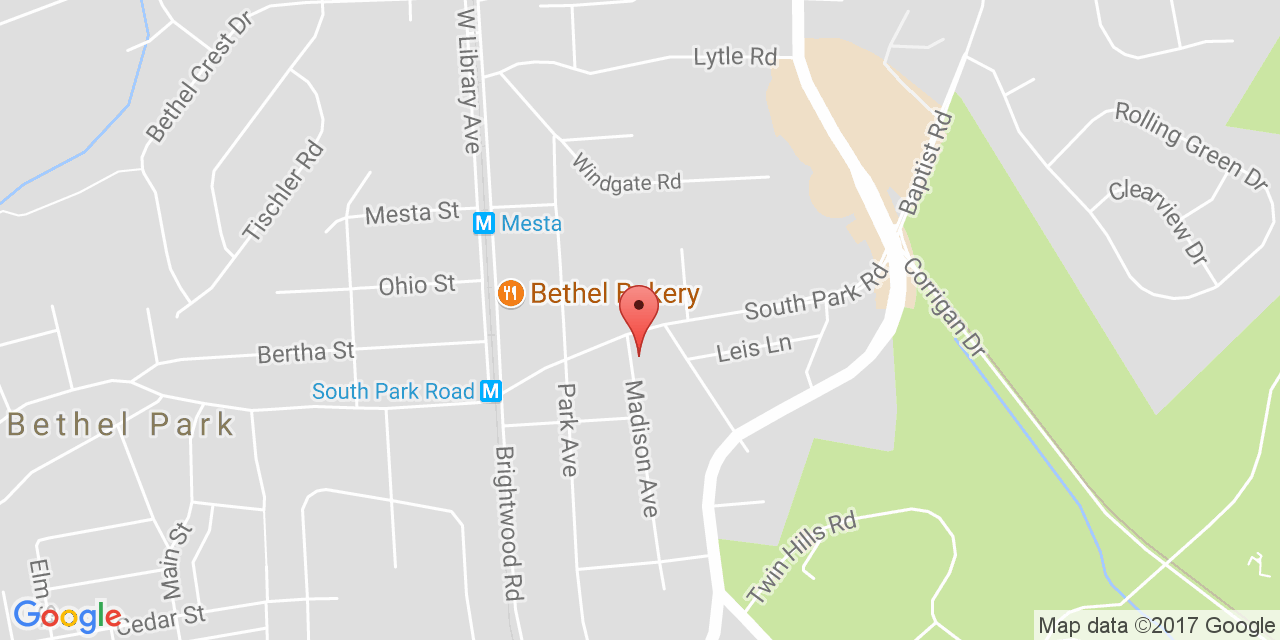 Bethel Crest Dr
W Library Ave
Lytle Rd
Baptist Rd
Rolling Green Dr
Clearview Dr
Tischler Rd
Windgate Rd
Mesta St
M Mesta
Ohio St
Bethel Bakery
South Park Rd
Corrigan Dr
Bertha St
Leis Ln
South Park Road M
Bethel Park
Park Ave
Madison Ave
Brightwood Rd
Main St
Twin Hills Rd
Elm
Cedar St
Google
Map data ©2017 Google